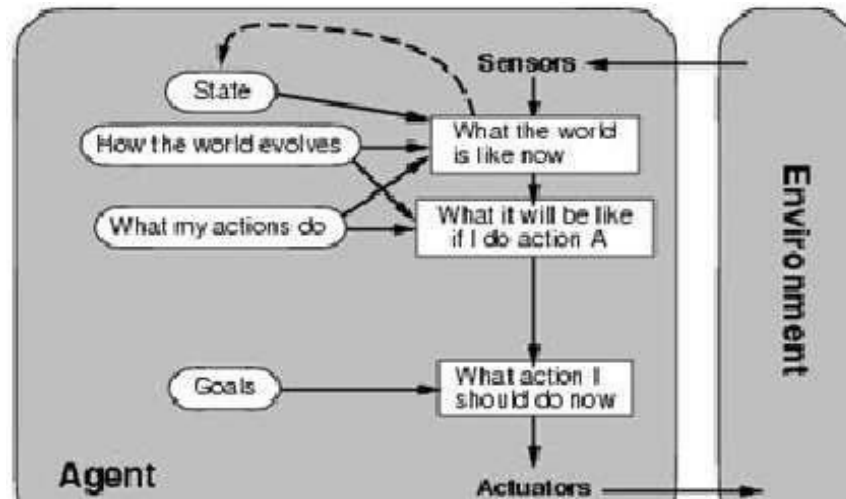 Sensors
State
What the world
is like now
How the world evolves
What it will be like
if I do action A
What my actions do
Goals
What action I
should do now
Agent
Actuators
Environment